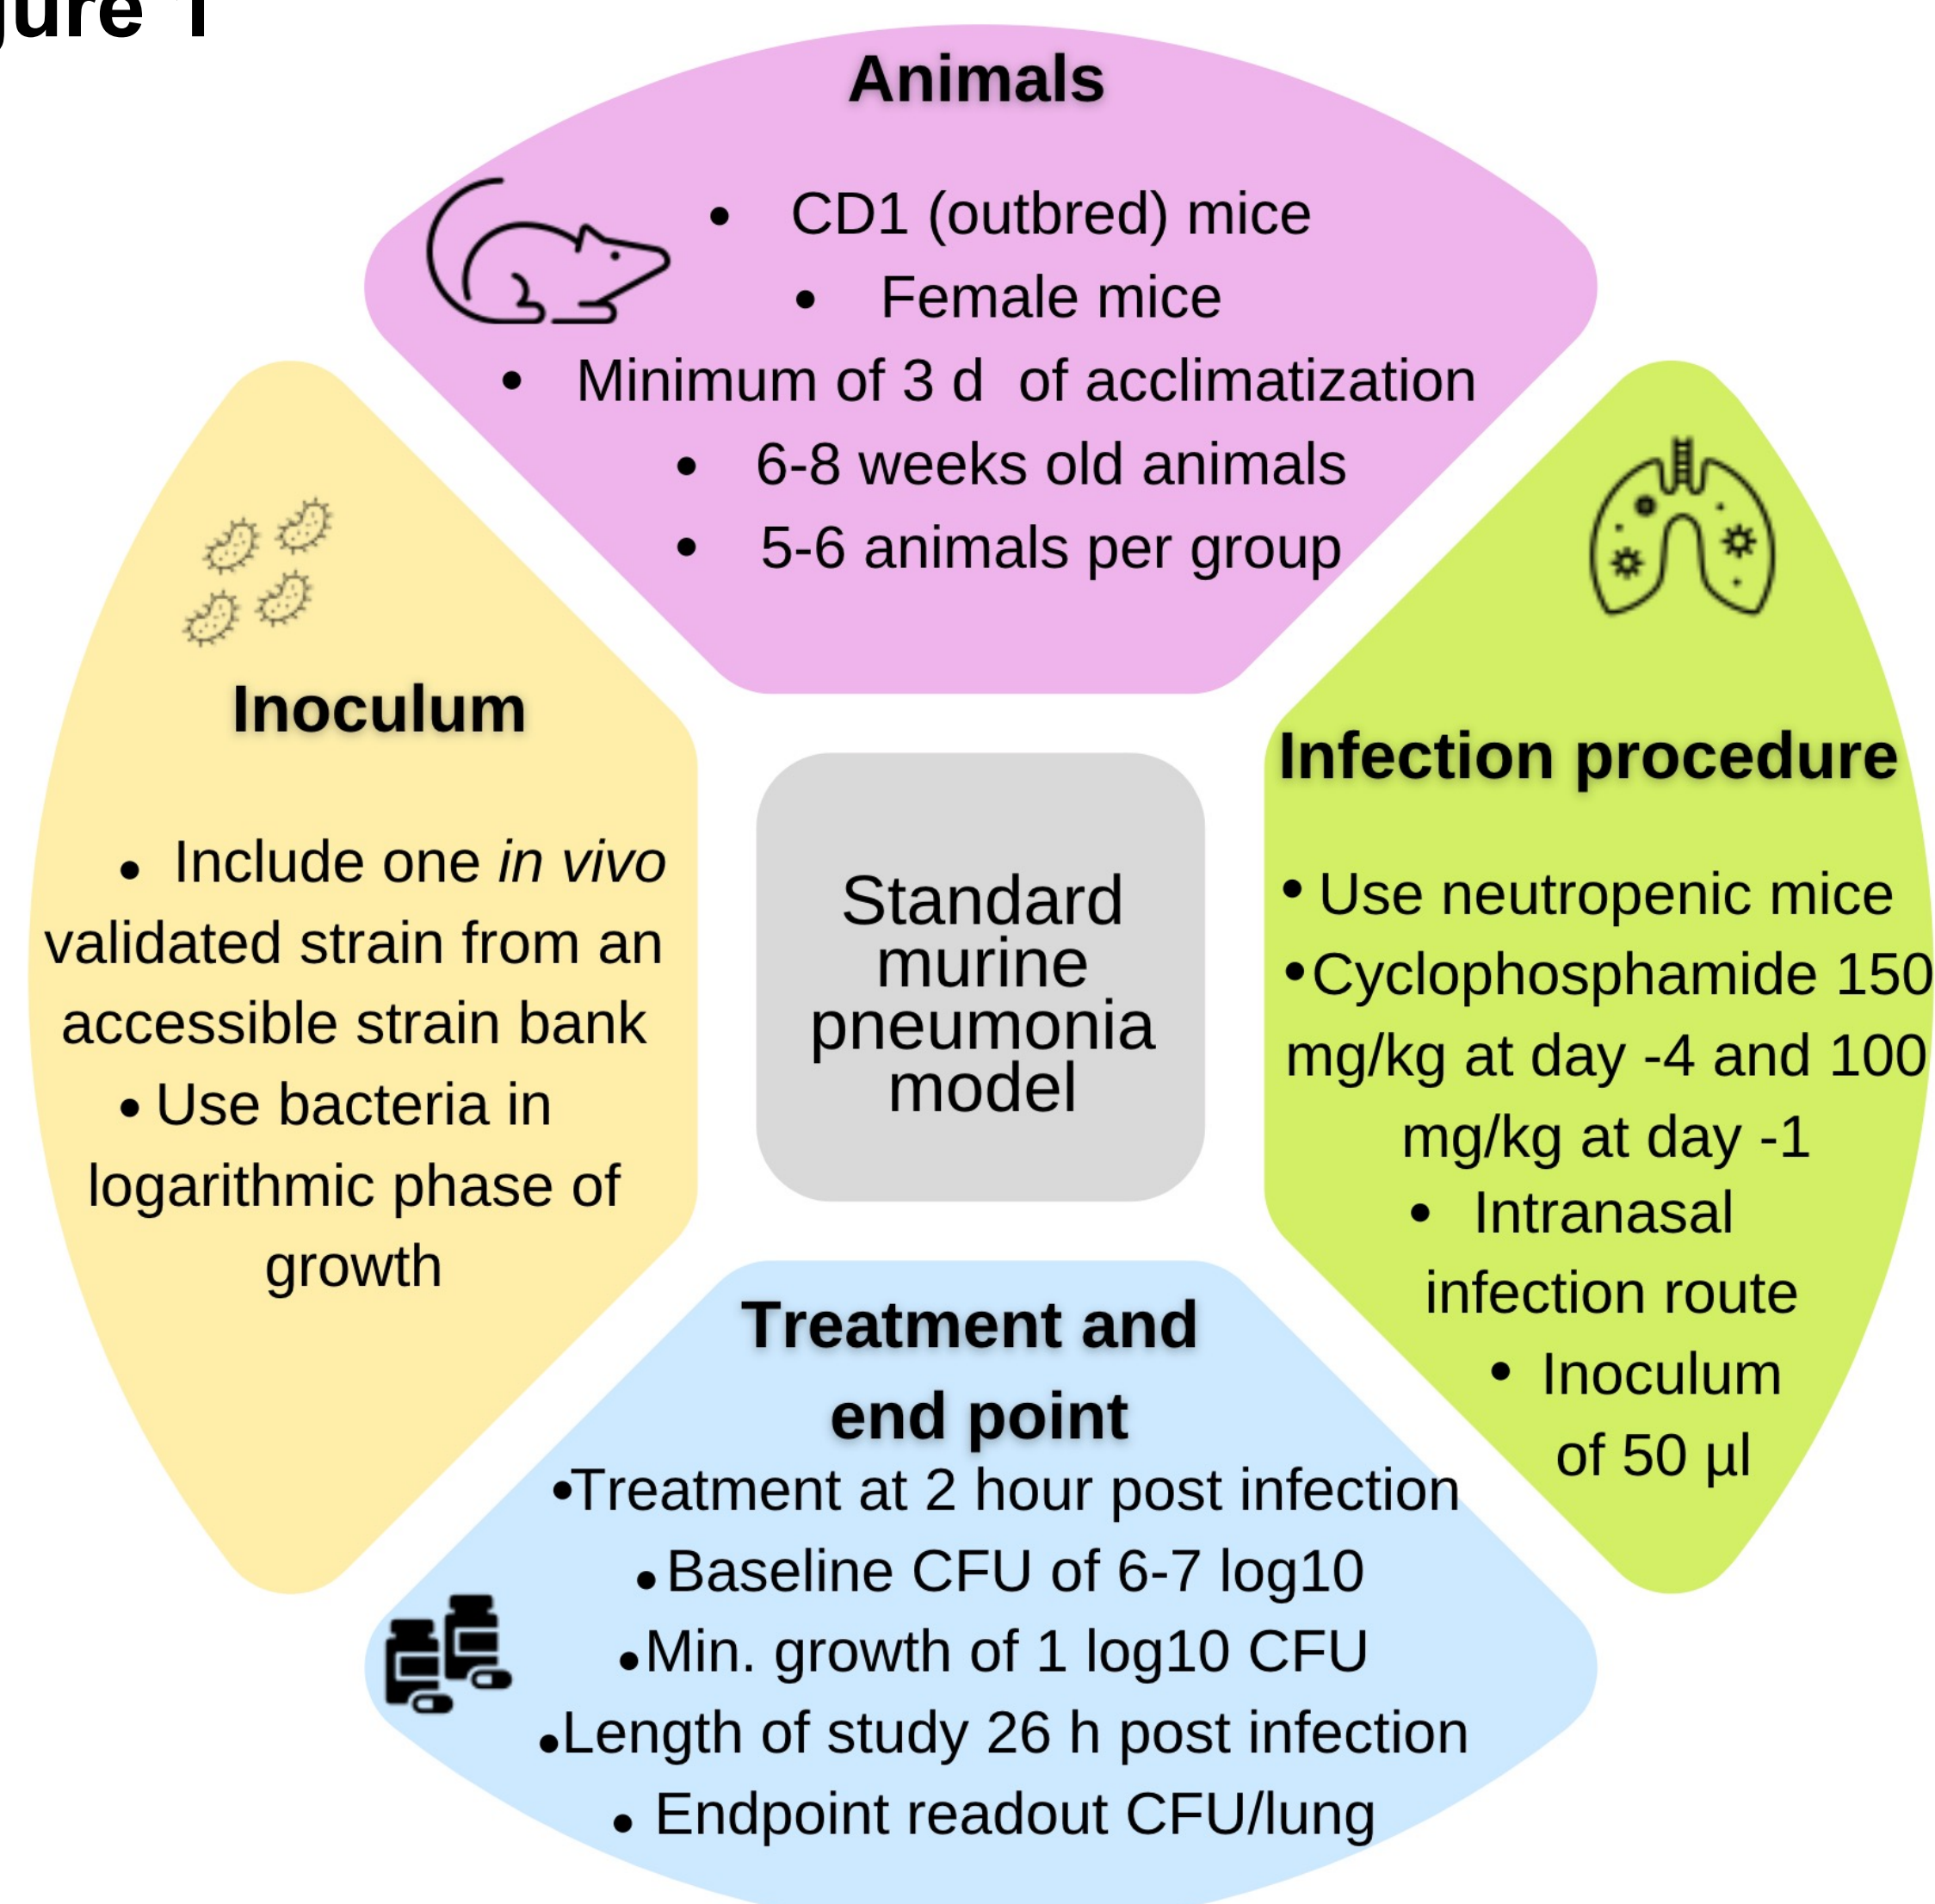 gure 1
Animals
• CD1 (outbred) mice
• Female mice
• Minimum of 3 d  of acclimatization
• 6-8 weeks old animals
• 5-6 animals per group
Inoculum
• Include one in vivo
validated strain from an
accessible strain bank
• Use bacteria in
logarithmic phase of
growth
Standard
murine
pneumonia
model
Infection procedure
• Use neutropenic mice
• Cyclophosphamide 150
mg/kg at day -4 and 100
mg/kg at day -1
• Intranasal
infection route
• Inoculum
of 50 µl
Treatment and
end point
• Treatment at 2 hour post infection
• Baseline CFU of 6-7 log10
• Min. growth of 1 log10 CFU
• Length of study 26 h post infection
• Endpoint readout CFU/lung